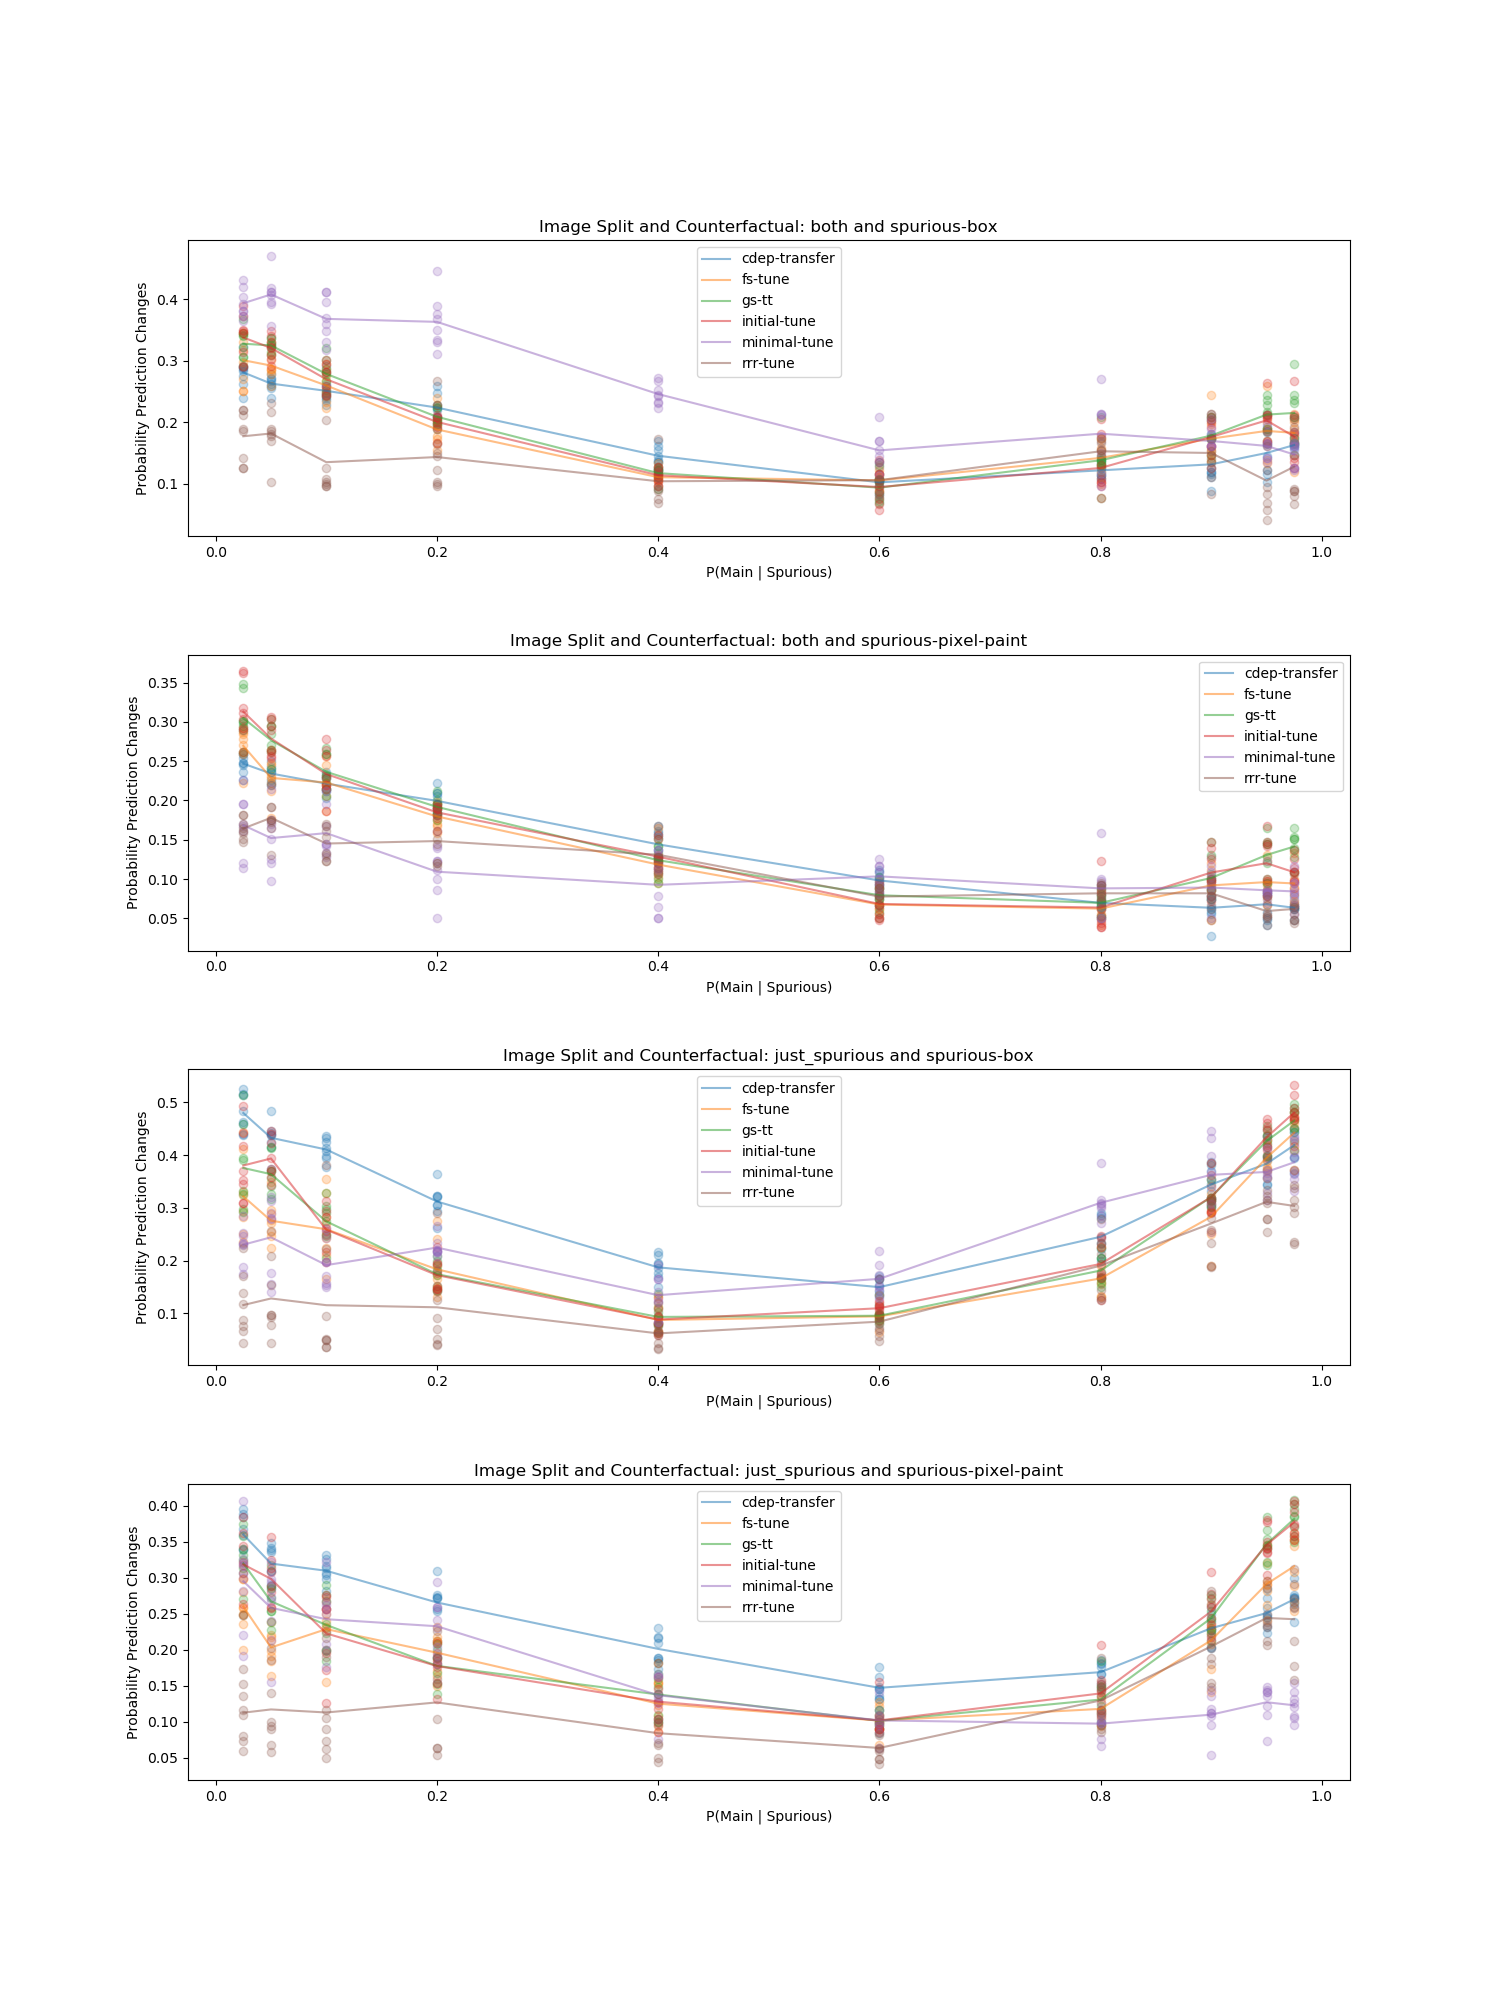 Image Split and Counterfactual: both and spurious-box
Probability Prediction Changes
0.4
0.3
0.2
0.1
cdep-transfer
fs-tune
gs-tt
initial-tune
minimal-tune
rrr-tune
0.0 0.2 0.4 0.6 0.8 1.0
P(Main | Spurious)
Image Split and Counterfactual: both and spurious-pixel-paint
Probability Prediction Changes
0.35
0.30
0.25
0.20
0.15
0.10
0.05
cdep-transfer
fs-tune
gs-tt
initial-tune
minimal-tune
rrr-tune
0.0 0.2 0.4 0.6 0.8 1.0
P(Main | Spurious)
Image Split and Counterfactual: just_spurious and spurious-box
Probability Prediction Changes
0.5
0.4
0.3
0.2
0.1
cdep-transfer
fs-tune
gs-tt
initial-tune
minimal-tune
rrr-tune
0.0 0.2 0.4 0.6 0.8 1.0
P(Main | Spurious)
Image Split and Counterfactual: just_spurious and spurious-pixel-paint
Probability Prediction Changes
0.40
0.35
0.30
0.25
0.20
0.15
0.10
0.05
cdep-transfer
fs-tune
gs-tt
initial-tune
minimal-tune
rrr-tune
0.0 0.2 0.4 0.6 0.8 1.0
P(Main | Spurious)